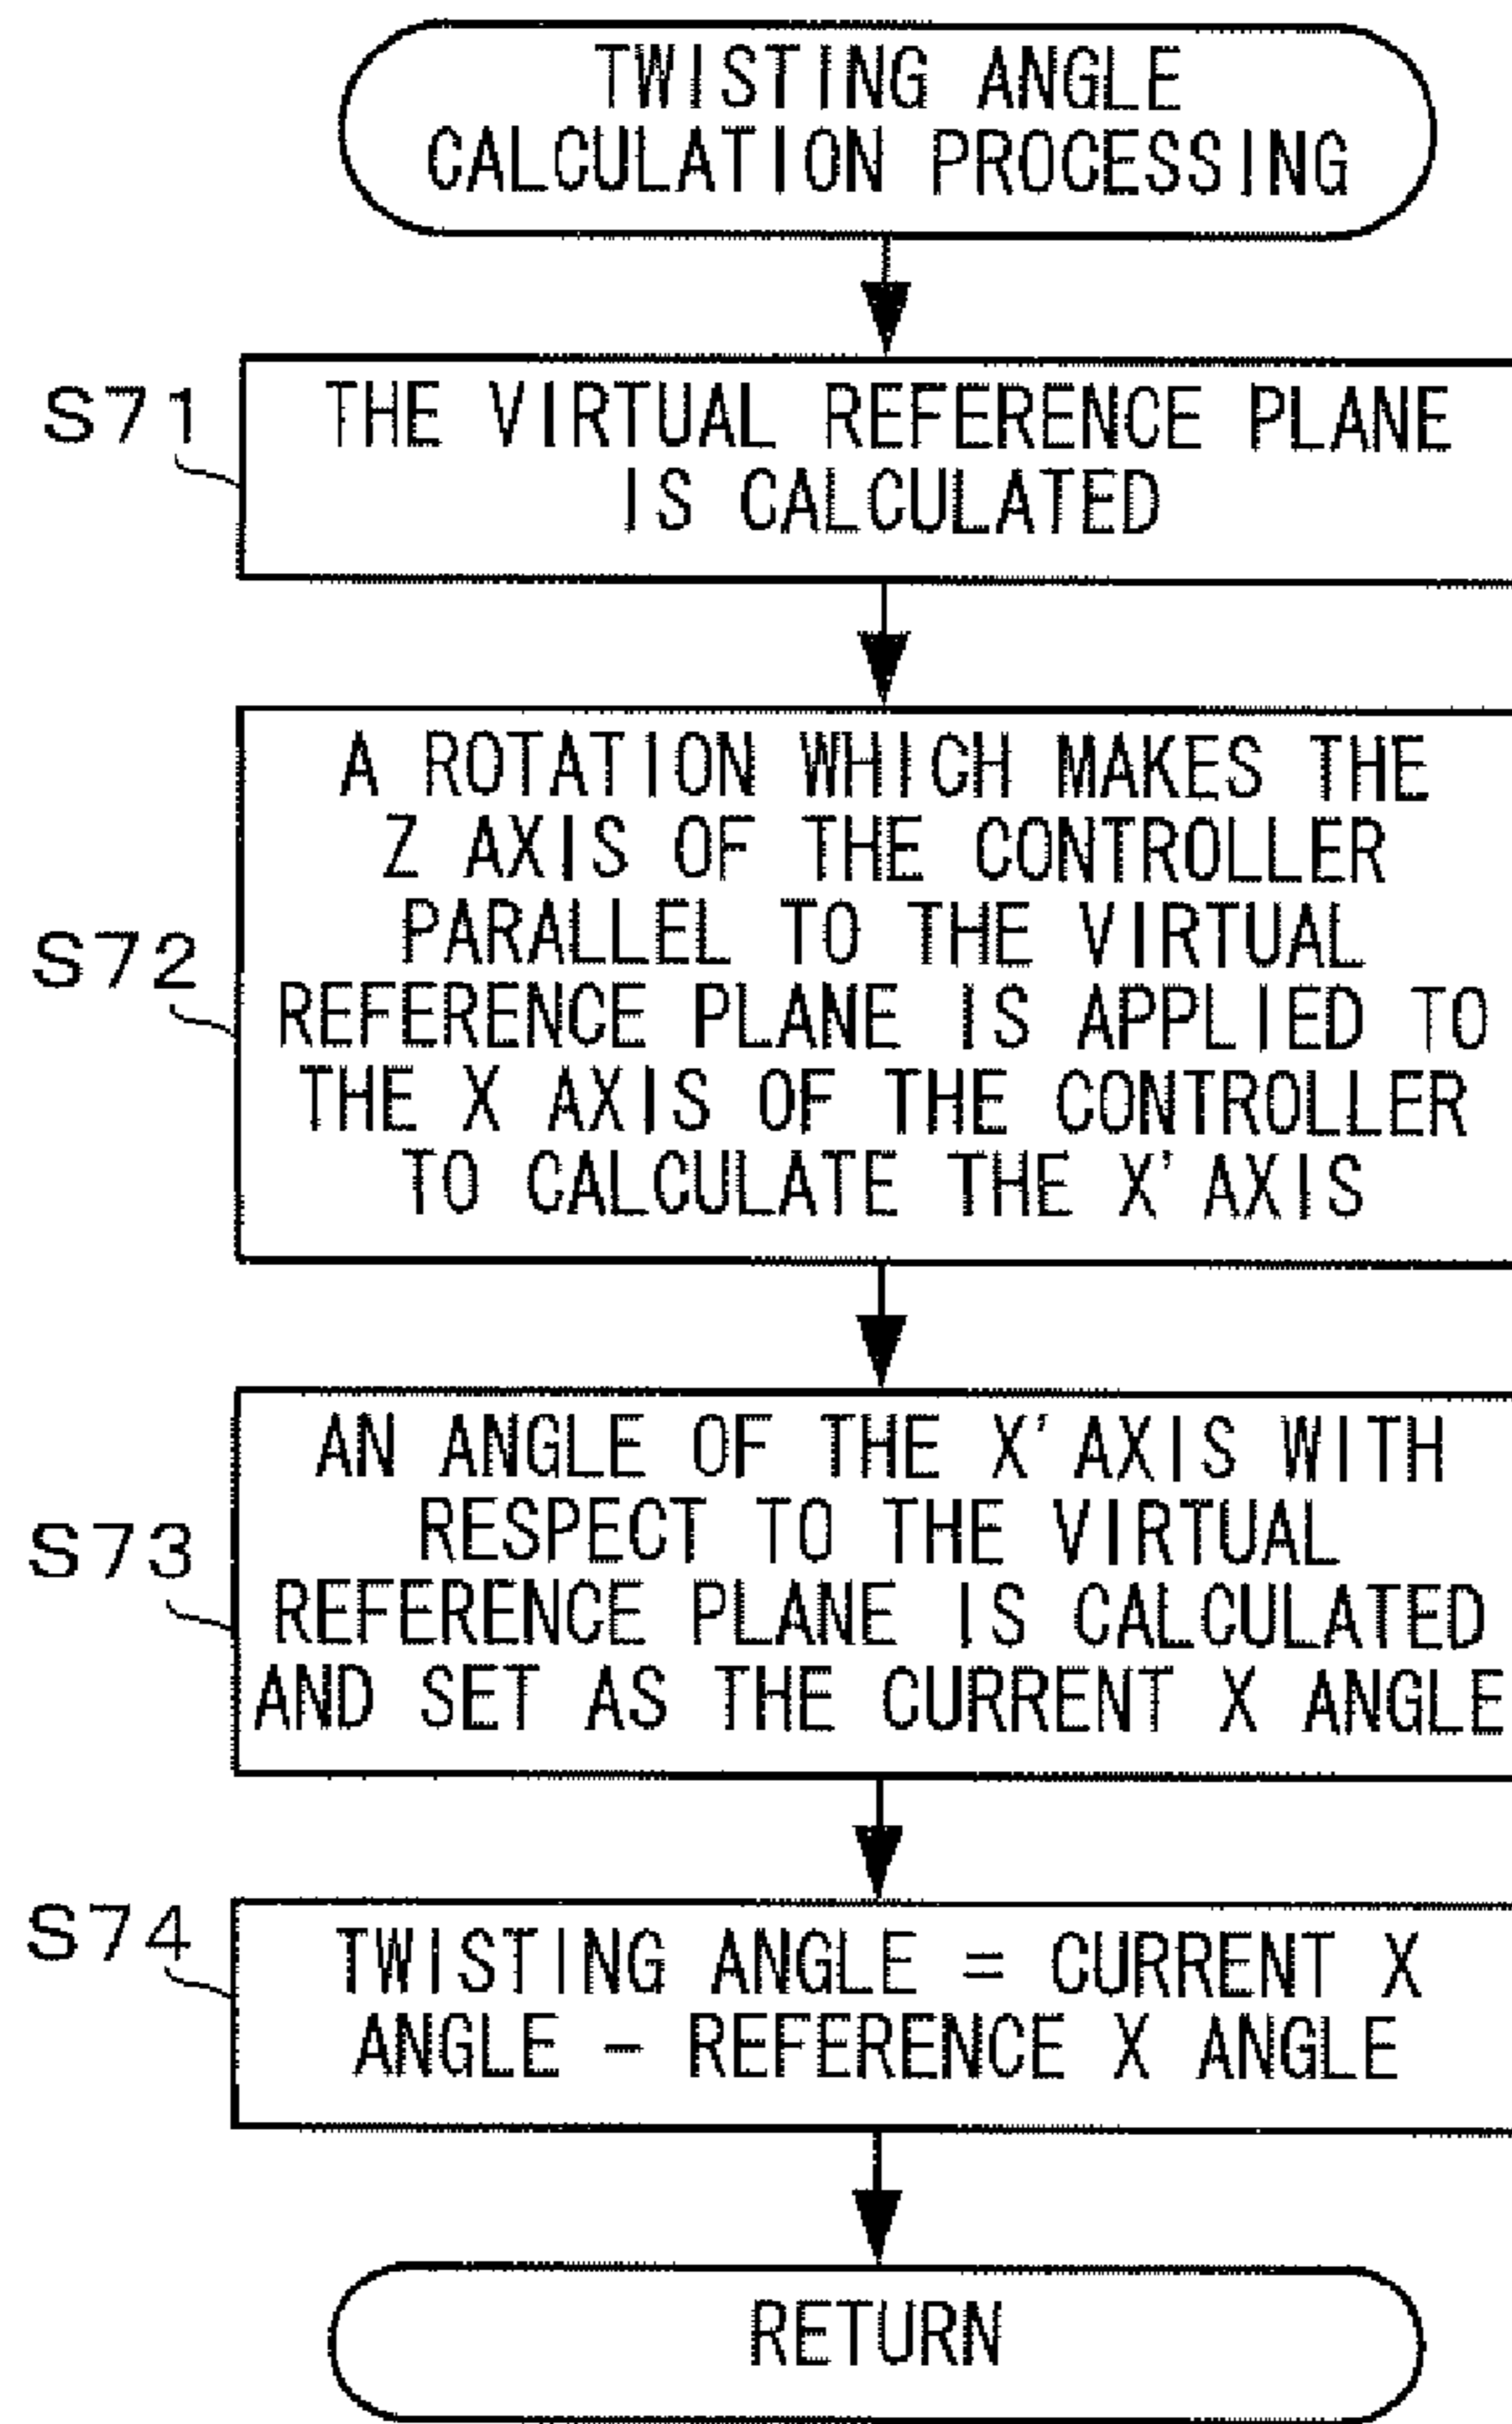 TWISTING ANGLE
CALCULATION PROCESSING
S71
THE VIRTUAL REFERENCE PLANE
IS CALCULATED
S72
A ROTATION WHICH MAKES THE
Z AXIS OF THE CONTROLLER
PARALLEL TO THE VIRTUAL
REFERENCE PLANE IS APPLIED TO
THE X AXIS OF THE CONTROLLER
TO CALCULATE THE X' AXIS
S73
AN ANGLE OF THE X' AXIS WITH
RESPECT TO THE VIRTUAL
REFERENCE PLANE IS CALCULATED
AND SET AS THE CURRENT X ANGLE
S74
TWISTING ANGLE = CURRENT X
ANGLE - REFERENCE X ANGLE
RETURN